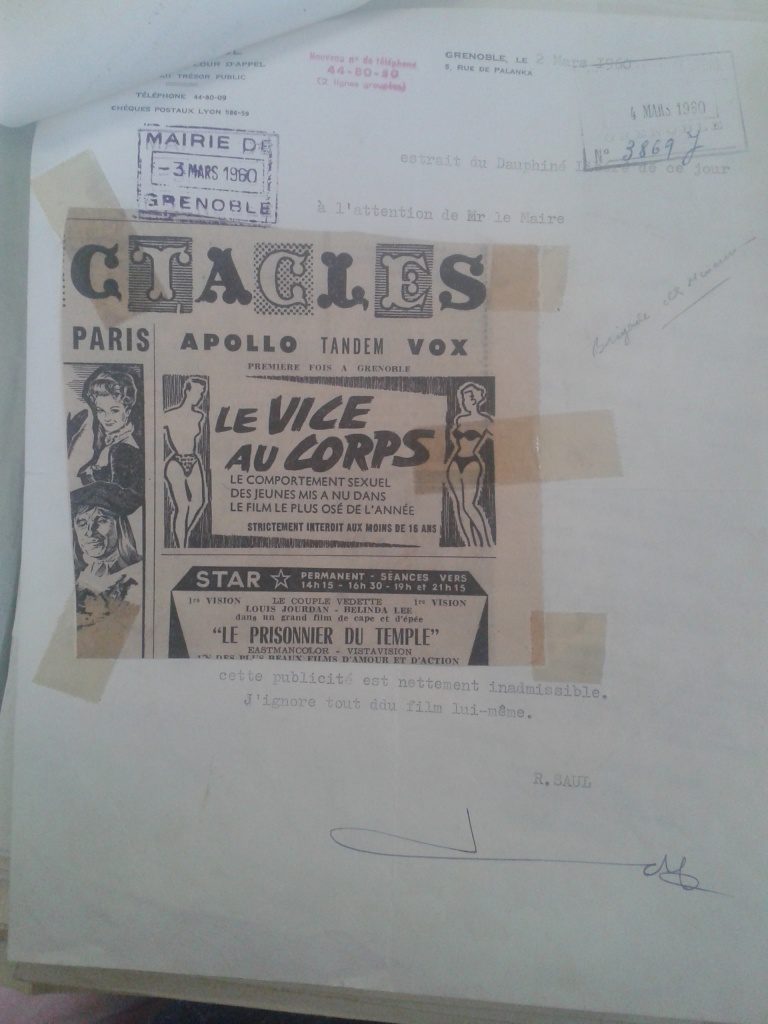 COUR D'APPEL
AU TRÉSOR PUBLIC
TÉLÉPHONE 44-80-09
CHÈQUES POSTAUX LYON 586-59
Nouveau n° de téléphone
44-80-80
(2 lignes groupées)
GRENOBLE, LE 2 Mars 1960
5, RUE DE PALANKA
MAIRIE DE
-3 MARS 1960
GRENOBLE
4 MARS 1960
N° 3869
estrait du Dauphiné de ce jour
à l'attention de Mr le Maire
Brigade
CTACLES
PARIS
APOLLO TANDEM VOX
PREMIERE FOIS A GRENOBLE
LE VICE
AU CORPS
LE COMPORTEMENT SEXUEL
DES JEUNES MIS A NU DANS
LE FILM LE PLUS OSÉ DE L'ANNÉE
STRICTEMENT INTERDIT AUX MOINS DE 16 ANS
STAR PERMANENT - SÉANCES VERS
14h15 - 16h30 - 19h et 21h15
1re VISION LE COUPLE VEDETTE 1re VISION
LOUIS JOURDAN - BELINDA LEE
dans un grand film de cape et d'épée
"LE PRISONNIER DU TEMPLE"
EASTMANCOLOR - VISTAVISION
UN DES PLUS BEAUX FILMS D'AMOUR ET D'ACTION
cette publicité est nettement inadmissible.
J'ignore tout ddu film lui-même.
R.SAUL